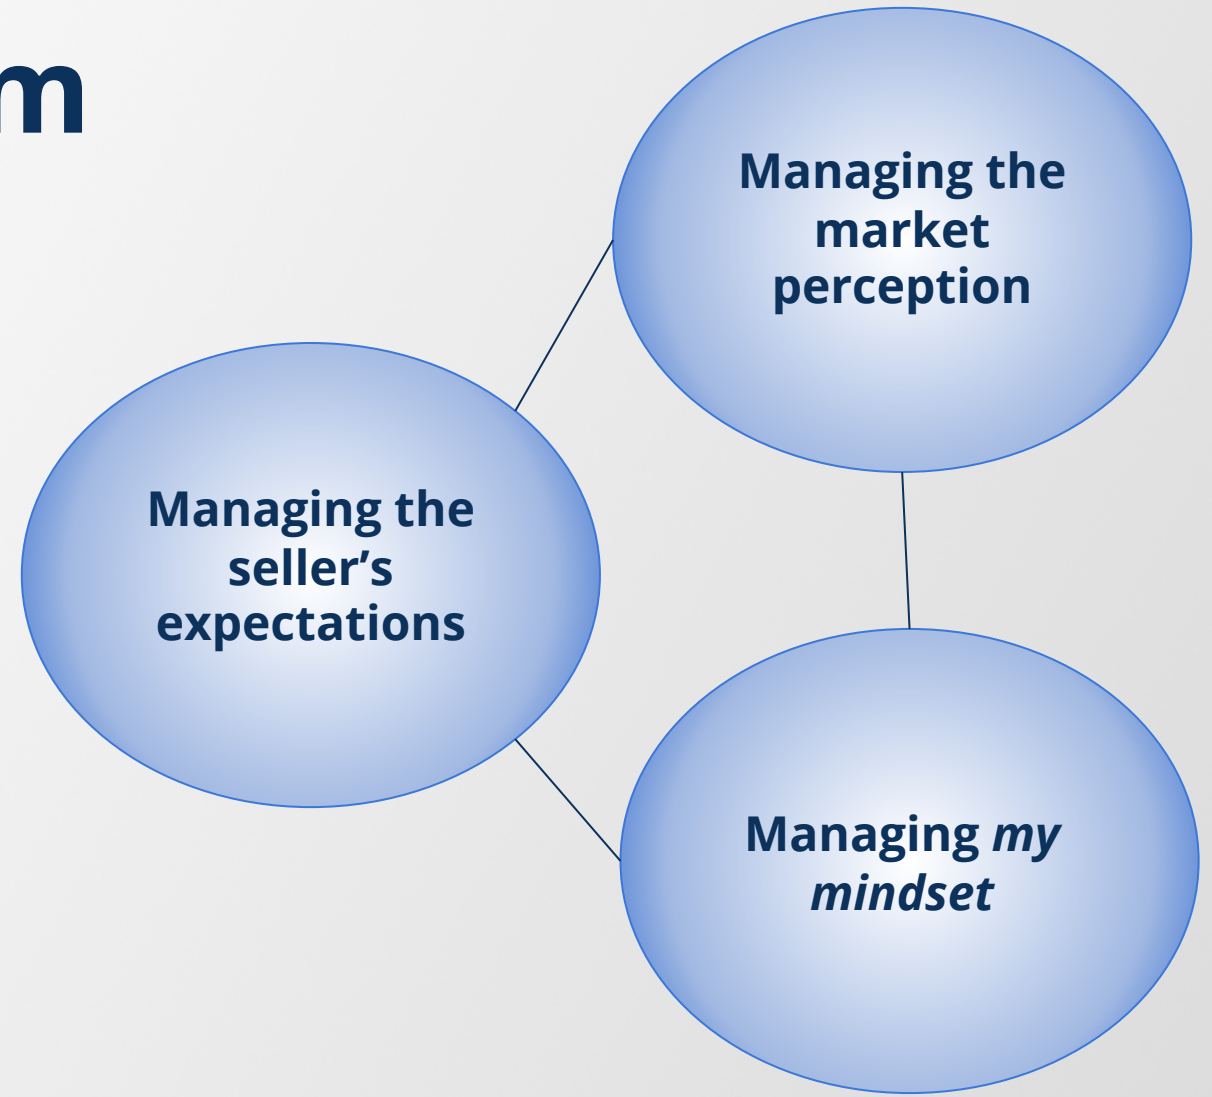 m
Managing the
market
perception
Managing the
seller’s
expectations
Managing my
mindset